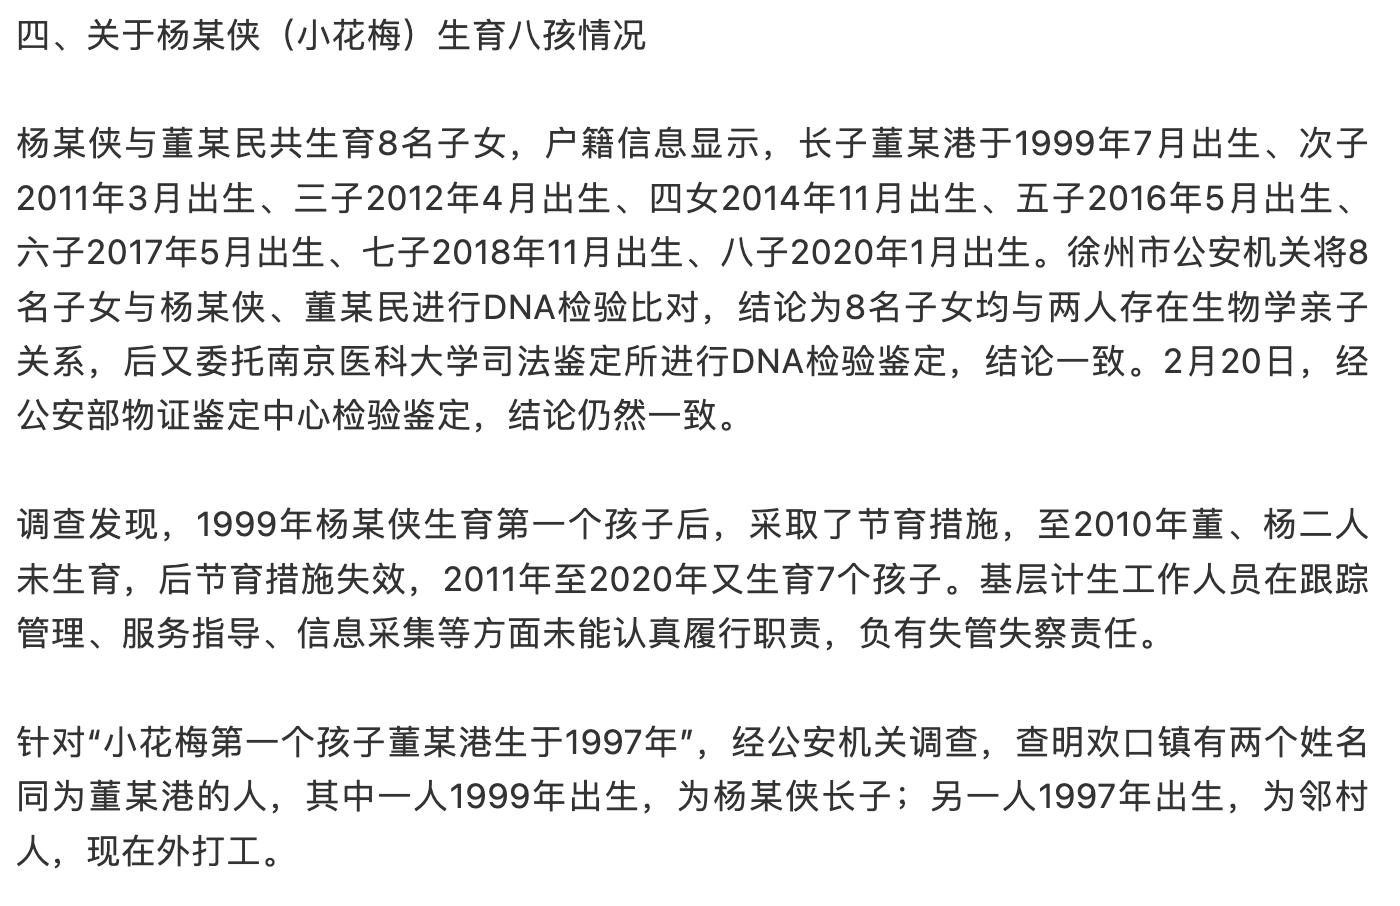 四、关于杨某侠（小花梅）生育八孩情况
杨某侠与董某民共生育8名子女，户籍信息显示，长子董某港于1999年7月出生、次子
2011年3月出生、三子2012年4月出生、四女2014年11月出生、五子2016年5月出生、
六子2017年5月出生、七子2018年11月出生、八子2020年1月出生。徐州市公安机关将8
名子女与杨某侠、董某民进行DNA检验比对，结论为8名子女均与两人存在生物学亲子
关系，后又委托南京医科大学司法鉴定所进行DNA检验鉴定，结论一致。2月20日，经
公安部物证鉴定中心检验鉴定，结论仍然一致。
调查发现，1999年杨某侠生育第一个孩子后，采取了节育措施，至2010年董、杨二人
未生育，后节育措施失效，2011年至2020年又生育7个孩子。基层计生工作人员在跟踪
管理、服务指导、信息采集等方面未能认真履行职责，负有失管失察责任。
针对“小花梅第一个孩子董某港生于1997年”，经公安机关调查，查明欢口镇有两个姓名
同为董某港的人，其中一人1999年出生，为杨某侠长子；另一人1997年出生，为邻村
人，现在外打工。